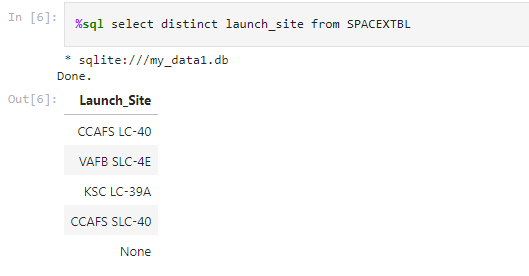 In [6]: %sql select distinct launch_site from SPACEXTBL
* sqlite:///my_data1.db
Done.
Out[6]: Launch_Site
CCAFS LC-40
VAFB SLC-4E
KSC LC-39A
CCAFS SLC-40
None